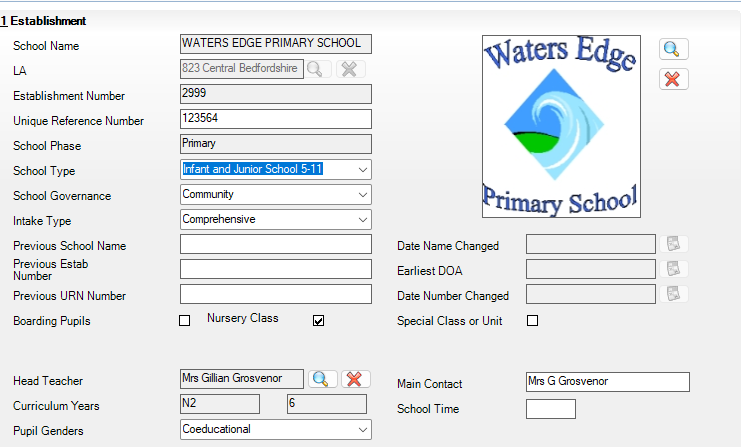 1 Establishment
School Name WATERS EDGE PRIMARY SCHOOL
Waters Edge
LA 823 Central Bedfordshire
Establishment Number 2999
Unique Reference Number 123564
School Phase Primary
School Type Infant and Junior School 5-11
School Governance Community
Primary School
Intake Type Comprehensive
Previous School Name Date Name Changed
Previous Estab
Number Earliest DOA
Previous URN Number Date Number Changed
Boarding Pupils Nursery Class Special Class or Unit
Head Teacher Mrs Gillian Grosvenor Main Contact Mrs G Grosvenor
Curriculum Years N2 6 School Time
Pupil Genders Coeducational